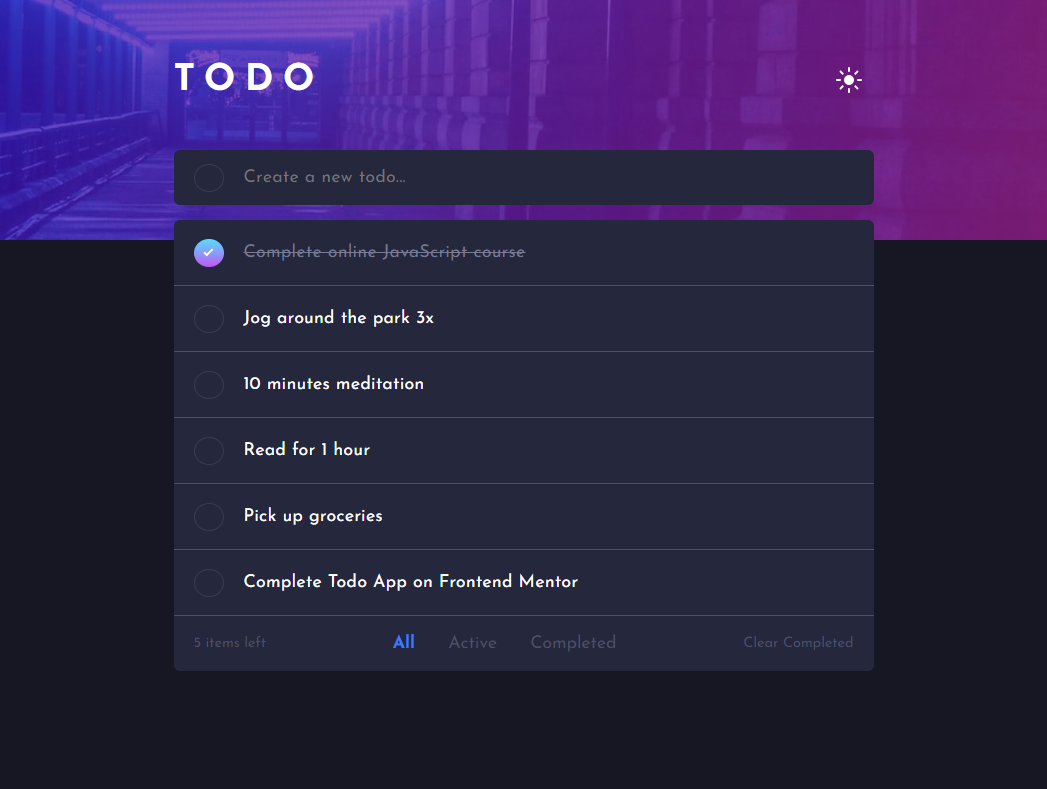 TODO
Create a new todo...
Complete online JavaScript course
Jog around the park 3x
10 minutes meditation
Read for 1 hour
Pick up groceries
Complete Todo App on Frontend Mentor
5 items left All Active Completed Clear Completed